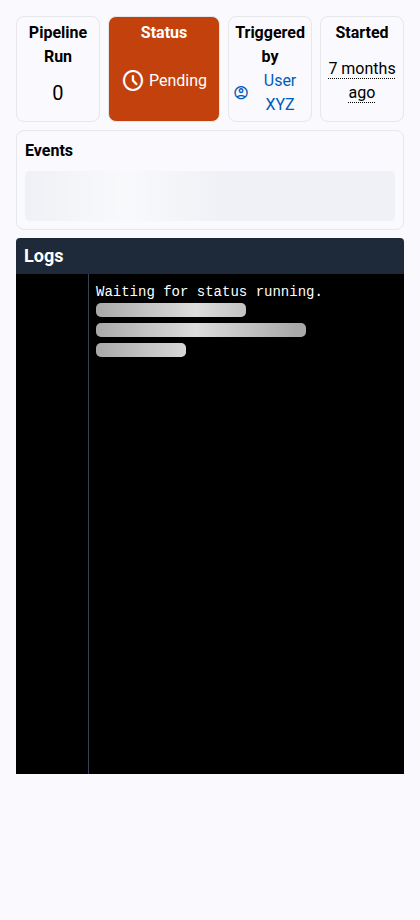 Pipeline
Run
0
Status
Pending
Triggered
by
User
XYZ
Started
7 months
ago
Events
Logs
Waiting for status running.